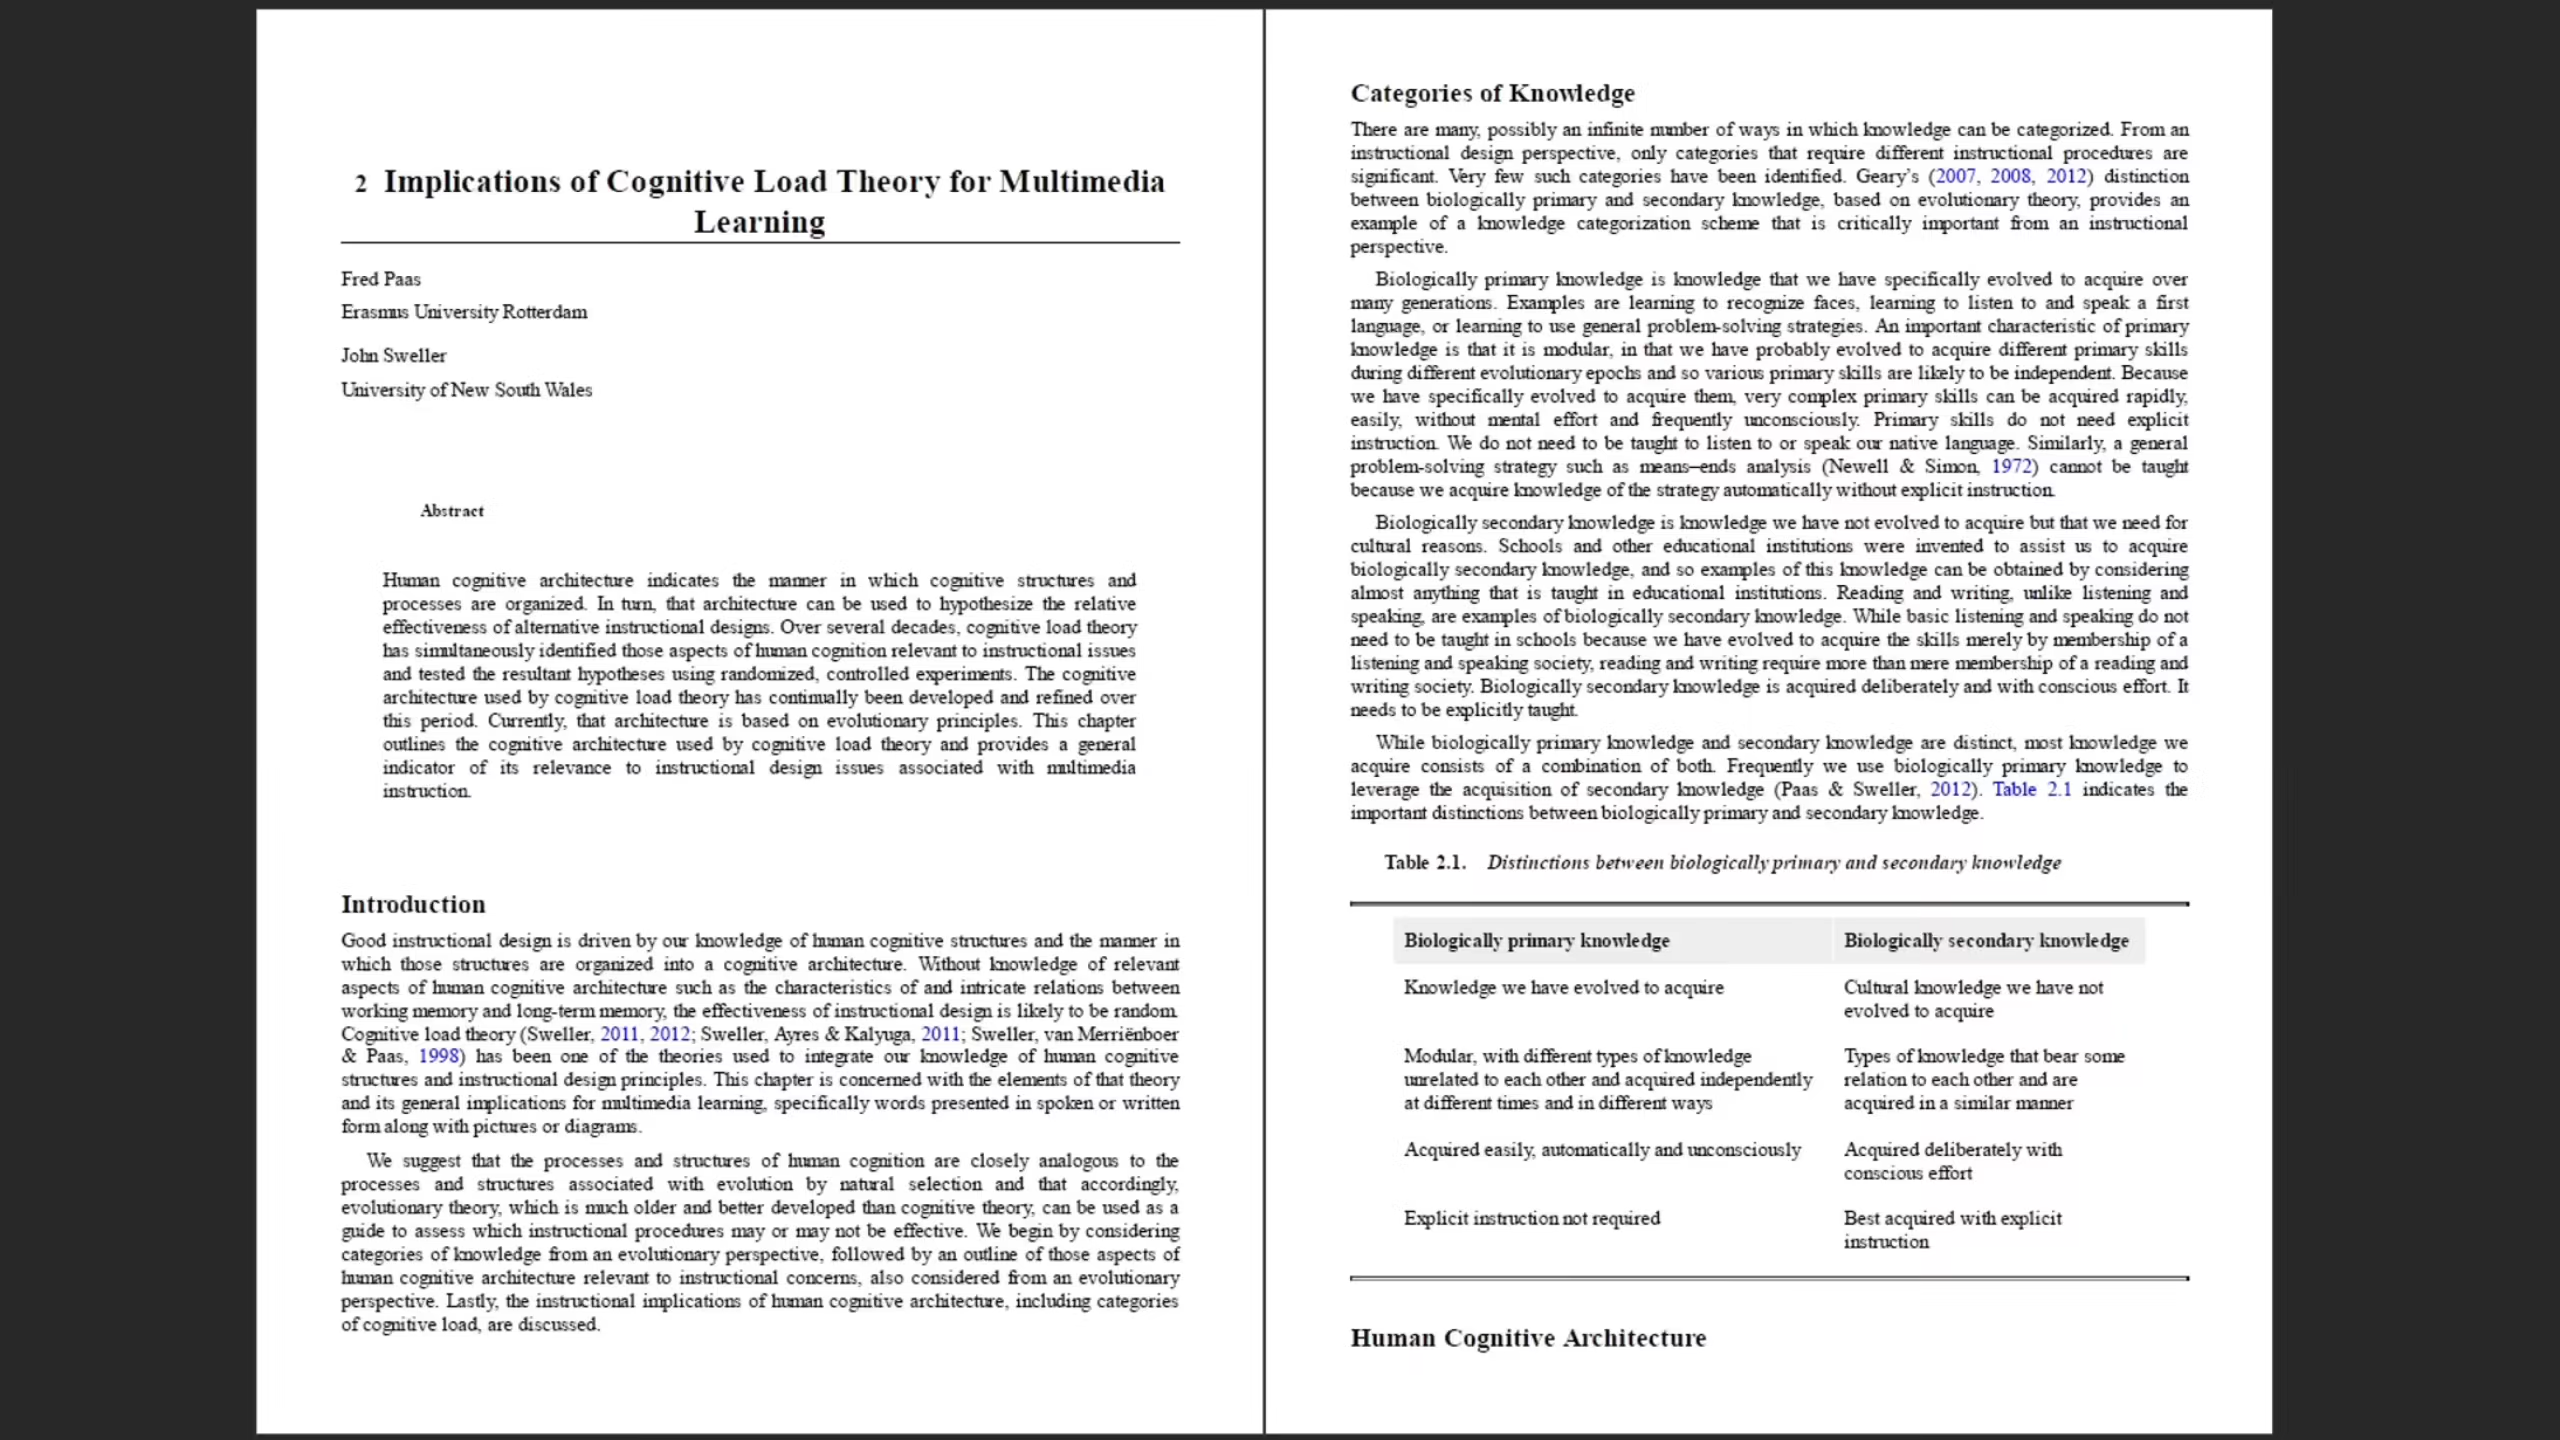 2 Implications of Cognitive Load Theory for Multimedia
Learning
Fred Paas
Erasmus University Rotterdam
John Sweller
University of New South Wales
Abstract
Human cognitive architecture indicates the manner in which cognitive structures and
processes are organized. In turn, that architecture can be used to hypothesize the relative
effectiveness of alternative instructional designs. Over several decades, cognitive load theory
has simultaneously identified those aspects of human cognition relevant to instructional issues
and tested the resultant hypotheses using randomized, controlled experiments. The cognitive
architecture used by cognitive load theory has continually been developed and refined over
this period. Currently, that architecture is based on evolutionary principles. This chapter
outlines the cognitive architecture used by cognitive load theory and provides a general
indicator of its relevance to instructional design issues associated with multimedia
instruction.
Introduction
Good instructional design is driven by our knowledge of human cognitive structures and the manner in
which those structures are organized into a cognitive architecture. Without knowledge of relevant
aspects of human cognitive architecture such as the characteristics of and intricate relations between
working memory and long-term memory, the effectiveness of instructional design is likely to be random.
Cognitive load theory (Sweller, 2011, 2012; Sweller, Ayres & Kalyuga, 2011; Sweller, van Merriënboer
& Paas, 1998) has been one of the theories used to integrate our knowledge of human cognitive
structures and instructional design principles. This chapter is concerned with the elements of that theory
and its general implications for multimedia learning, specifically words presented in spoken or written
form along with pictures or diagrams.
We suggest that the processes and structures of human cognition are closely analogous to the
processes and structures associated with evolution by natural selection and that accordingly,
evolutionary theory, which is much older and better developed than cognitive theory, can be used as a
guide to assess which instructional procedures may or may not be effective. We begin by considering
categories of knowledge from an evolutionary perspective, followed by an outline of those aspects of
human cognitive architecture relevant to instructional concerns, also considered from an evolutionary
perspective. Lastly, the instructional implications of human cognitive architecture, including categories
of cognitive load, are discussed.
Categories of Knowledge
There are many, possibly an infinite number of ways in which knowledge can be categorized. From an
instructional design perspective, only categories that require different instructional procedures are
significant. Very few such categories have been identified. Geary's (2007, 2008, 2012) distinction
between biologically primary and secondary knowledge, based on evolutionary theory, provides an
example of a knowledge categorization scheme that is critically important from an instructional
perspective.
Biologically primary knowledge is knowledge that we have specifically evolved to acquire over
many generations. Examples are learning to recognize faces, learning to listen to and speak a first
language, or learning to use general problem-solving strategies. An important characteristic of primary
knowledge is that it is modular, in that we have probably evolved to acquire different primary skills
during different evolutionary epochs and so various primary skills are likely to be independent. Because
we have specifically evolved to acquire them, very complex primary skills can be acquired rapidly,
easily, without mental effort and frequently unconsciously. Primary skills do not need explicit
instruction. We do not need to be taught to listen to or speak our native language. Similarly, a general
problem-solving strategy such as means–ends analysis (Newell & Simon, 1972) cannot be taught
because we acquire knowledge of the strategy automatically without explicit instruction.
Biologically secondary knowledge is knowledge we have not evolved to acquire but that we need for
cultural reasons. Schools and other educational institutions were invented to assist us to acquire
biologically secondary knowledge, and so examples of this knowledge can be obtained by considering
almost anything that is taught in educational institutions. Reading and writing, unlike listening and
speaking, are examples of biologically secondary knowledge. While basic listening and speaking do not
need to be taught in schools because we have evolved to acquire the skills merely by membership of a
listening and speaking society, reading and writing require more than mere membership of a reading and
writing society. Biologically secondary knowledge is acquired deliberately and with conscious effort. It
needs to be explicitly taught.
While biologically primary knowledge and secondary knowledge are distinct, most knowledge we
acquire consists of a combination of both. Frequently we use biologically primary knowledge to
leverage the acquisition of secondary knowledge (Paas & Sweller, 2012). Table 2.1 indicates the
important distinctions between biologically primary and secondary knowledge.
Table 2.1. Distinctions between biologically primary and secondary knowledge
Biologically primary knowledge
Biologically secondary knowledge
Knowledge we have evolved to acquire
Cultural knowledge we have not
evolved to acquire
Modular, with different types of knowledge
unrelated to each other and acquired independently
at different times and in different ways
Types of knowledge that bear some
relation to each other and are
acquired in a similar manner
Acquired easily, automatically and unconsciously
Acquired deliberately with
conscious effort
Explicit instruction not required
Best acquired with explicit
instruction
Human Cognitive Architecture